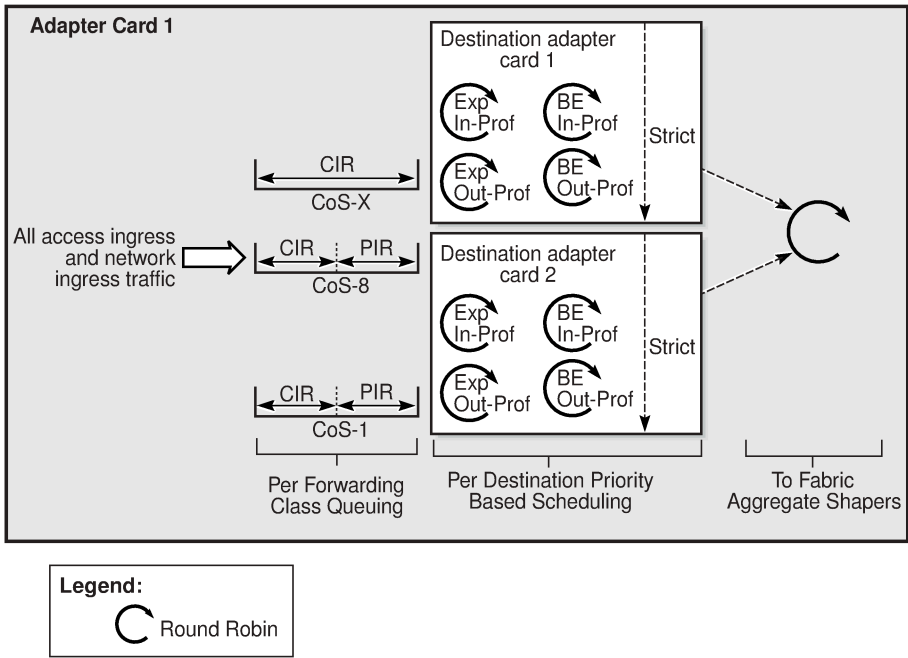 Adapter Card 1
Destination adapter
card 1
Exp
In-Prof
BE
In-Prof
Strict
Exp
Out-Prof
BE
Out-Prof
CIR
CoS-X
All access ingress
and network
ingress traffic
CIR
PIR
CoS-8
Destination adapter
card 2
Exp
In-Prof
BE
In-Prof
Strict
Exp
Out-Prof
BE
Out-Prof
CIR
PIR
CoS-1
Per Forwarding
Class Queuing
Per Destination Priority
Based Scheduling
To Fabric
Aggregate Shapers
Legend:
Round Robin